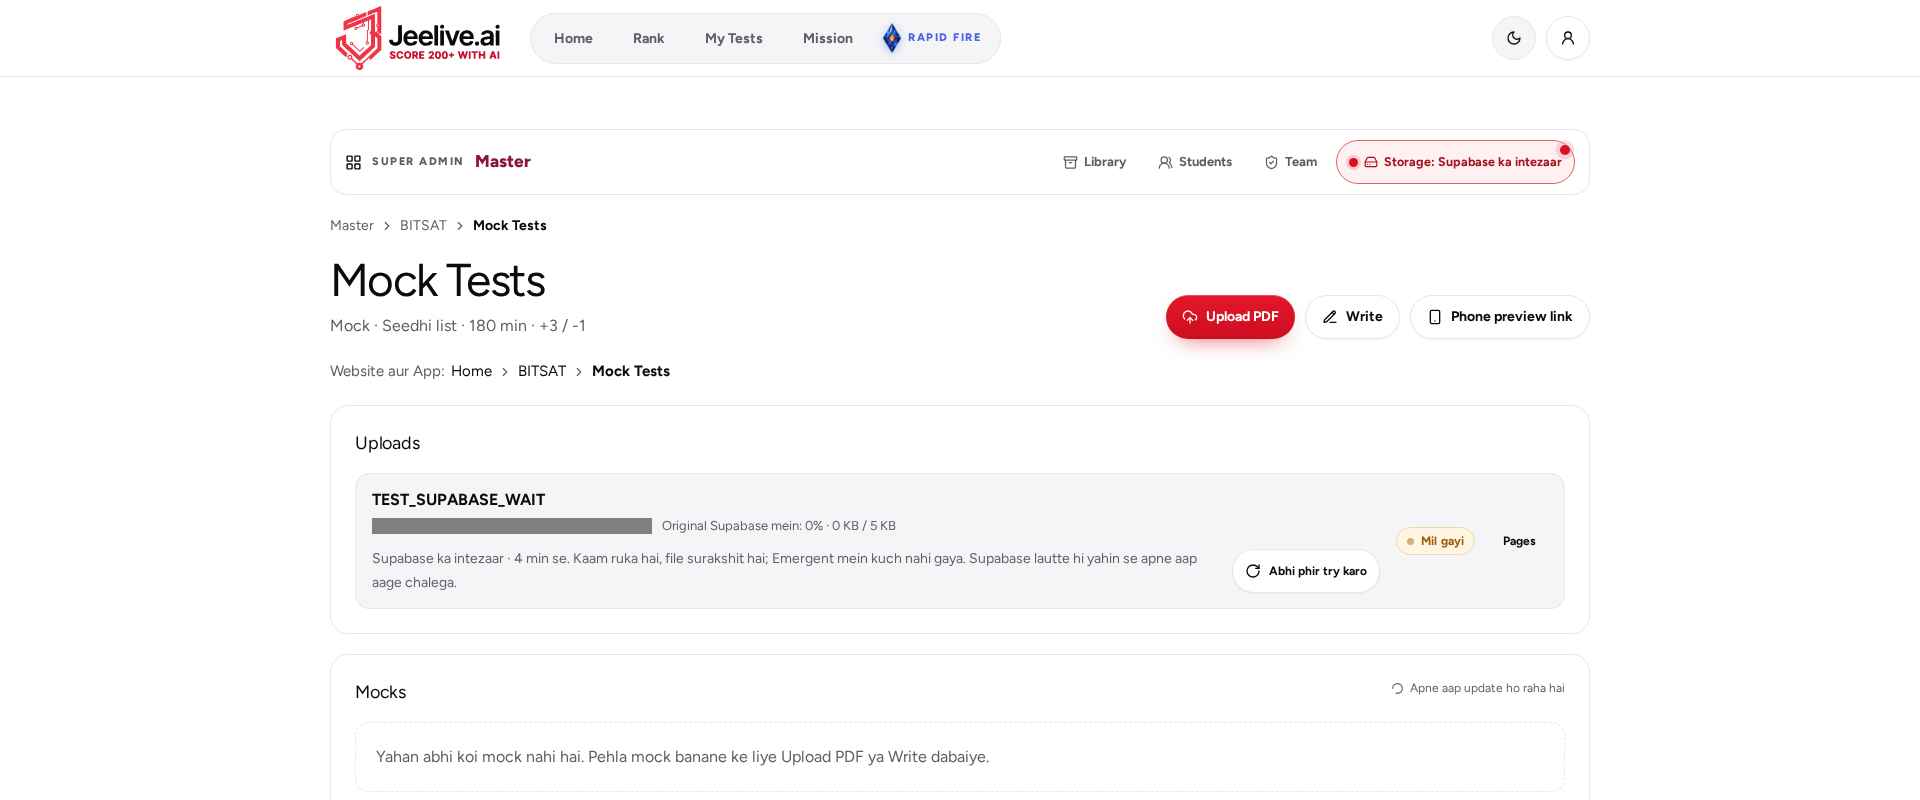 Jeelive.ai
SCORE 200+ WITH AI
Home
Rank
My Tests
Mission
RAPID FIRE
SUPER ADMIN
Master
Library
Students
Team
Storage: Supabase ka intezaar
Master > BITSAT > Mock Tests
Mock Tests
Mock · Seedhi list · 180 min · +3 / -1
Upload PDF
Write
Phone preview link
Website aur App: Home > BITSAT > Mock Tests
Uploads
TEST_SUPABASE_WAIT
Original Supabase mein: 0% · 0 KB / 5 KB
Supabase ka intezaar · 4 min se. Kaam ruka hai, file surakshit hai; Emergent mein kuch nahi gaya. Supabase lautte hi yahin se apne aap
aage chalega.
Abhi phir try karo
Mil gayi
Pages
Mocks
Apne aap update ho raha hai
Yahan abhi koi mock nahi hai. Pehla mock banane ke liye Upload PDF ya Write dabaiye.